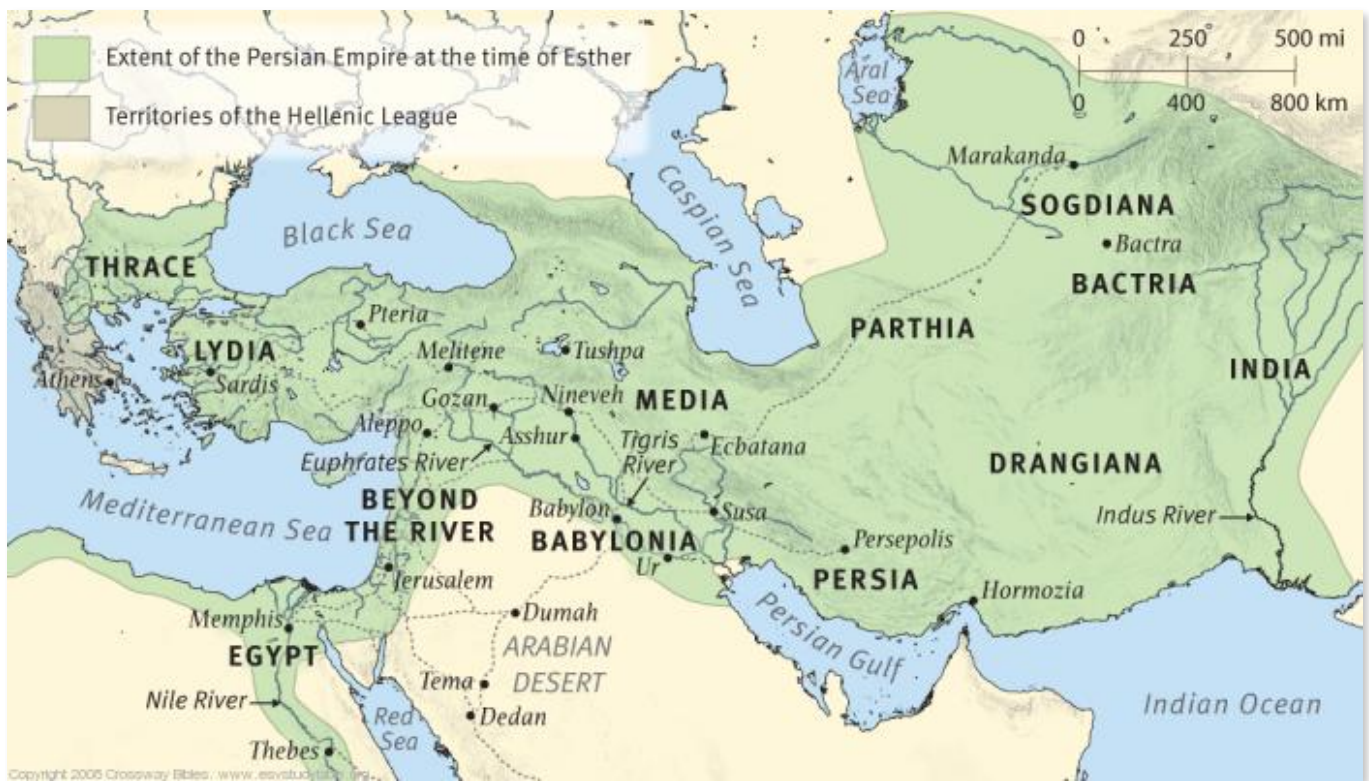 Extent of the Persian Empire at the time of Esther
Territories of the Hellenic League
0 250 500 mi
0 400 800 km
Aral
Sea
Marakanda
SOGDIANA
Bactra
BACTRIA
Caspian Sea
Black Sea
THRACE
Pteria
PARTHIA
LYDIA
Sardis
Athens
Melitene
Tushpa
INDIA
Gozan
Nineveh
MEDIA
Aleppo
Asshur
Tigris
River
Ecbatana
Euphrates River
DRANGIANA
Mediterranean Sea
BEYOND
THE RIVER
Babylon
Susa
Indus River
BABYLONIA
Persepolis
Ur
Jerusalem
PERSIA
Hormozia
Memphis
Dumah
Persian Gulf
EGYPT
ARABIAN
DESERT
Tema
Nile River
Dedan
Red
Sea
Indian Ocean
Thebes
Copyright 2008 Crossway Bibles.